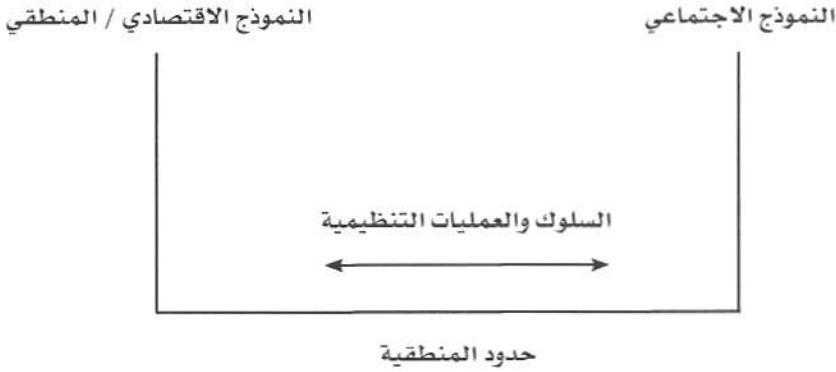 النموذج الاجتماعي
النموذج الاقتصادي / المنطقي
السلوك والعمليات التنظيمية
حدود المنطقية